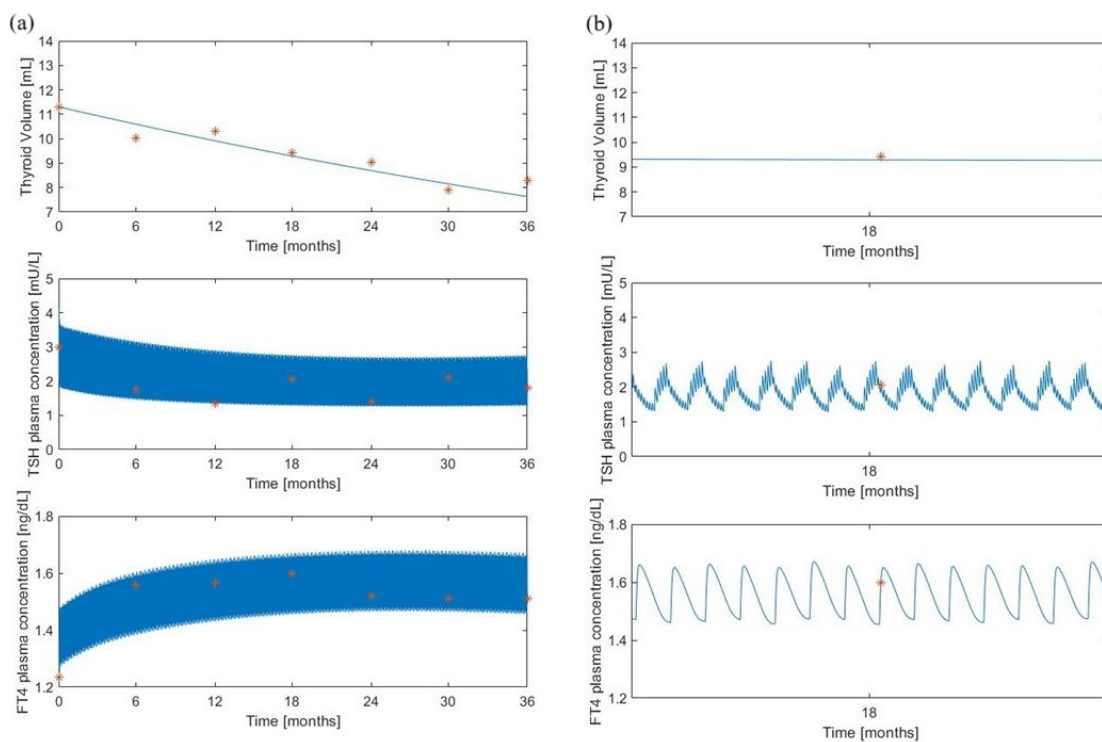 (a)
14
13
12
11
10
9
8
7
Thyroid Volume [mL]
0 6 12 18 24 30 36
Time [months]
5
4
3
2
1
0
TSH plasma concentration [mU/L]
0 6 12 18 24 30 36
Time [months]
1.8
1.6
1.4
1.2
FT4 plasma concentration [ng/dL]
0 6 12 18 24 30 36
Time [months]
(b)
14
13
12
11
10
9
8
7
Thyroid Volume [mL]
18
Time [months]
5
4
3
2
1
0
TSH plasma concentration [mU/L]
18
Time [months]
1.8
1.6
1.4
1.2
FT4 plasma concentration [ng/dL]
18
Time [months]